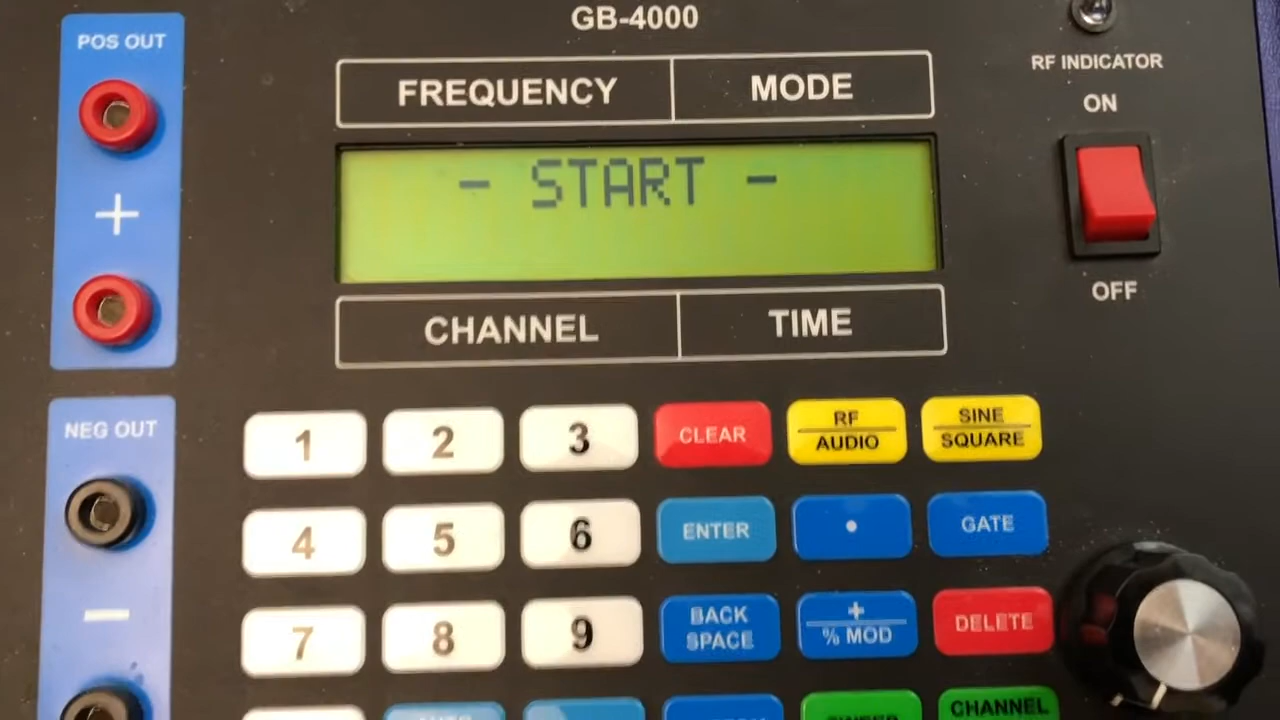 GB-4000
POS OUT
FREQUENCY MODE
RF INDICATOR
ON
- START -
+
OFF
CHANNEL TIME
NEG OUT
1 2 3 CLEAR RF AUDIO SINE SQUARE
4 5 6 ENTER • GATE
−
7 8 9 BACK SPACE + % MOD DELETE
CHANNEL